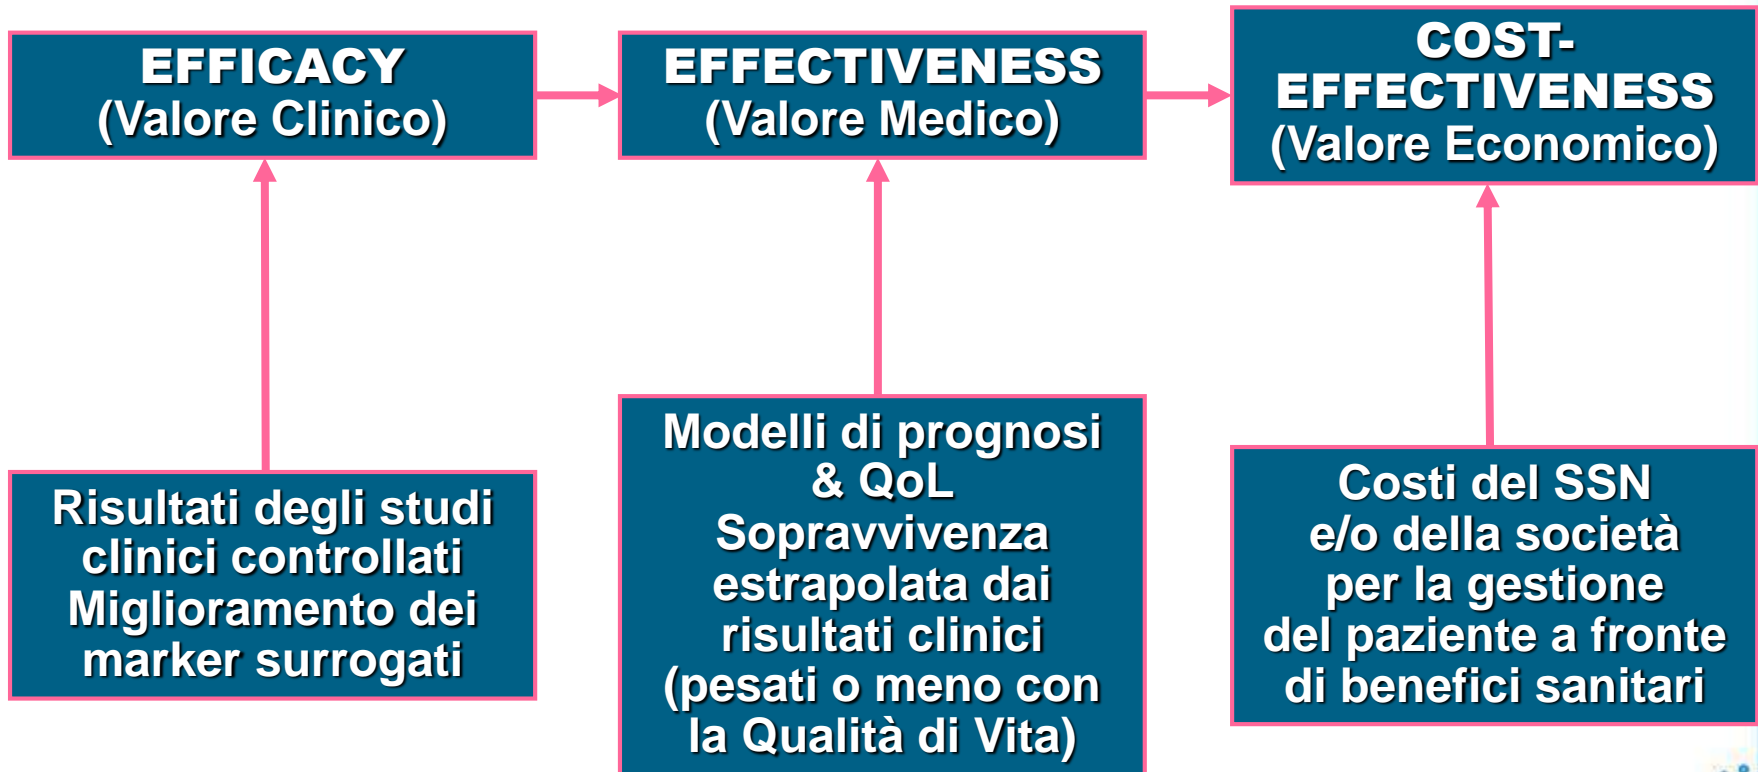 EFFICACY
(Valore Clinico)
EFFECTIVENESS
(Valore Medico)
COST-
EFFECTIVENESS
(Valore Economico)
Risultati degli studi
clinici controllati
Miglioramento dei
marker surrogati
Modelli di prognosi
& QoL
Sopravvivenza
estrapolata dai
risultati clinici
(pesati o meno con
la Qualità di Vita)
Costi del SSN
e/o della società
per la gestione
del paziente a fronte
di benefici sanitari